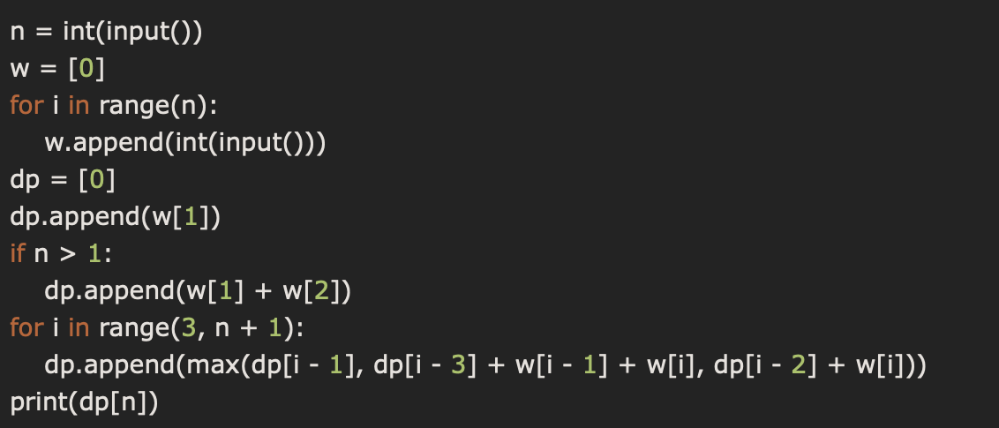 n = int(input())
w = [0]
for i in range(n):
    w.append(int(input()))
dp = [0]
dp.append(w[1])
if n > 1:
    dp.append(w[1] + w[2])
for i in range(3, n + 1):
    dp.append(max(dp[i - 1], dp[i - 3] + w[i - 1] + w[i], dp[i - 2] + w[i]))
print(dp[n])